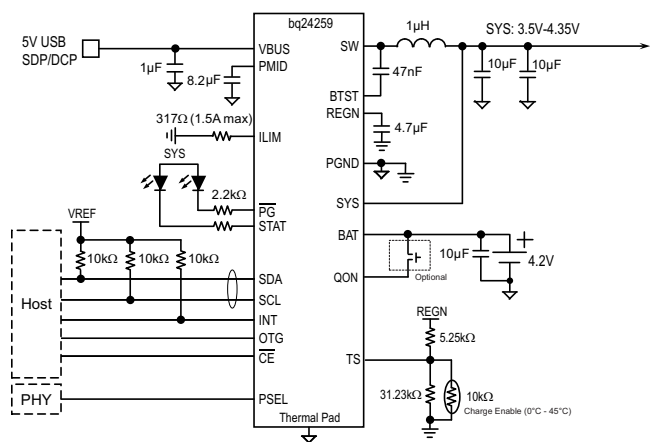 bq24259
5V USB
SDP/DCP
VBUS
1µF
PMID
8.2µF
317Ω (1.5A max)
ILIM
SYS
2.2kΩ
PG
STAT
VREF
10kΩ
10kΩ
10kΩ
Host
SDA
SCL
INT
OTG
CE
PHY
PSEL
Thermal Pad
SW
1µH
SYS: 3.5V-4.35V
10µF
10µF
47nF
BTST
REGN
4.7µF
PGND
SYS
BAT
10µF
+
4.2V
QON
Optional
REGN
5.25kΩ
TS
31.23kΩ
10kΩ
Charge Enable (0°C - 45°C)